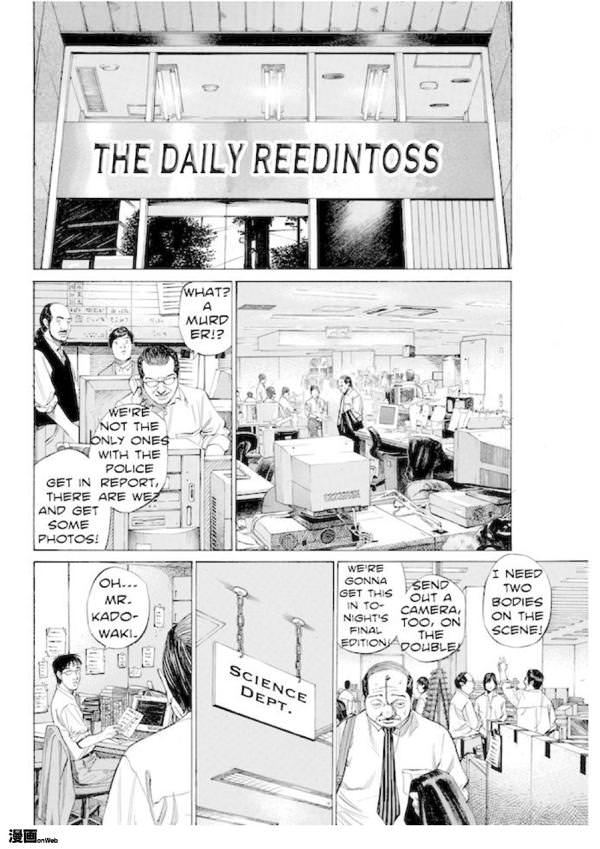 THE DAILY REEDINTOSS
WHAT?
A
MURD
ER!?
WE'RE
NOT THE
ONLY ONES
WITH THE
POLICE
REPORT,
ARE WE?
GET IN
THERE
AND GET
SOME
PHOTOS!
I NEED
TWO
BODIES
ON THE
SCENE!
SEND
OUT A
CAMERA,
TOO, ON
THE
DOUBLE!
WE'RE
GONNA
GET THIS
IN TO-
NIGHT'S
FINAL
EDITION!
SCIENCE
DEPT.
OH...
MR.
KADO-
WAKI.
漫画onWeb